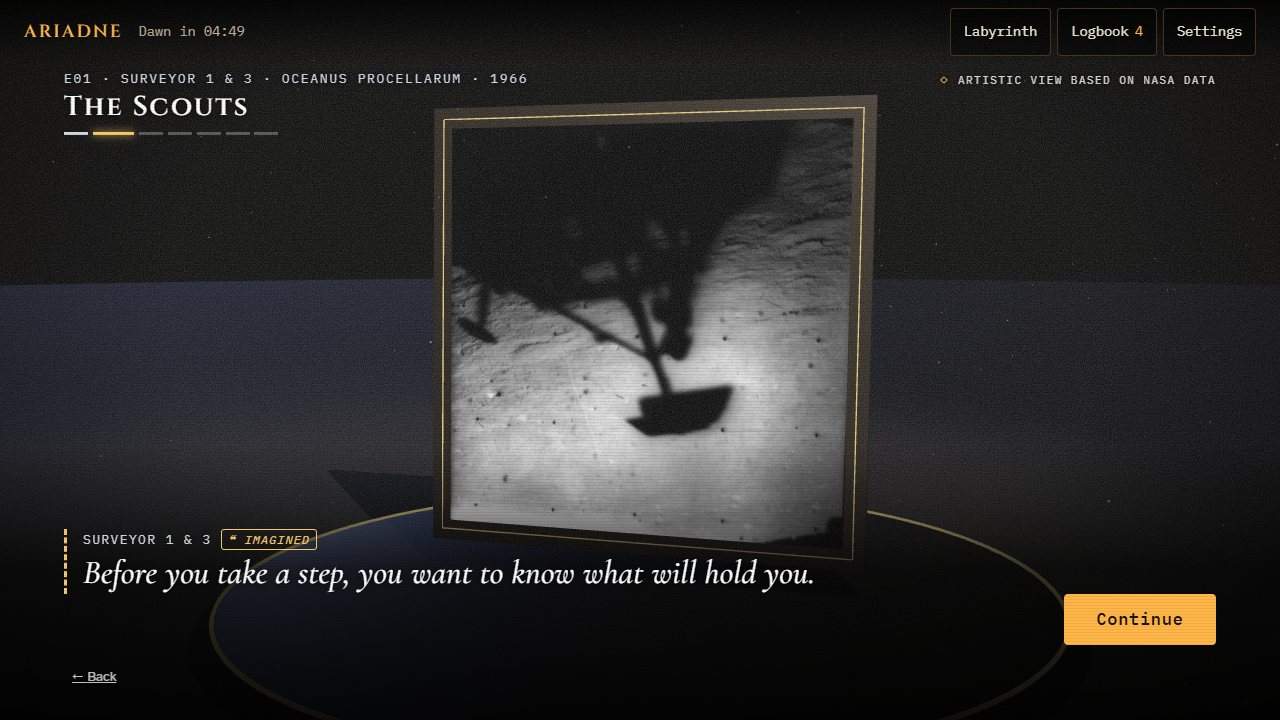 ARIADNE Dawn in 04:49 Labyrinth Logbook 4 Settings
E01 · SURVEYOR 1 & 3 · OCEANUS PROCELLARUM · 1966
◇ ARTISTIC VIEW BASED ON NASA DATA
The Scouts
SURVEYOR 1 & 3 ❝ IMAGINED
Before you take a step, you want to know what will hold you.
Continue
← Back